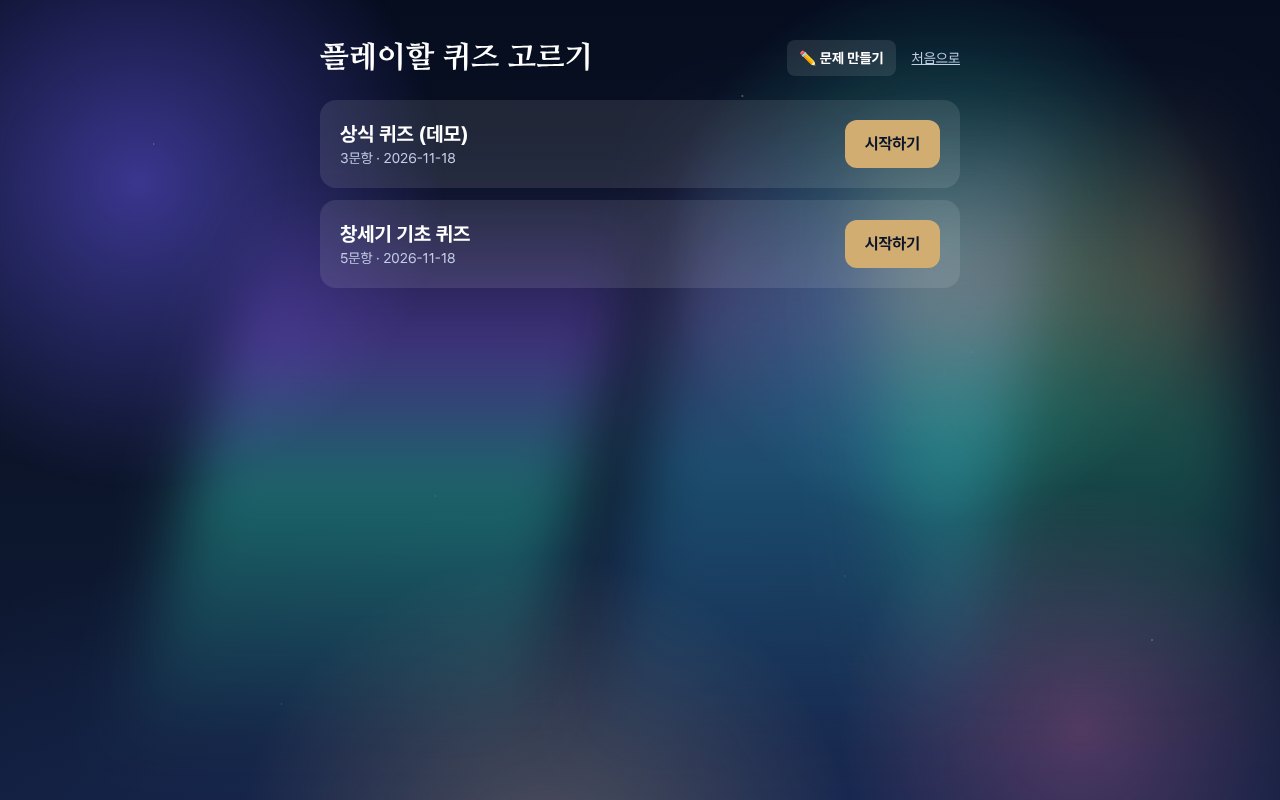 플레이할 퀴즈 고르기
✏️ 문제 만들기
처음으로
상식 퀴즈 (데모)
3문항 · 2026-11-18
시작하기
창세기 기초 퀴즈
5문항 · 2026-11-18
시작하기